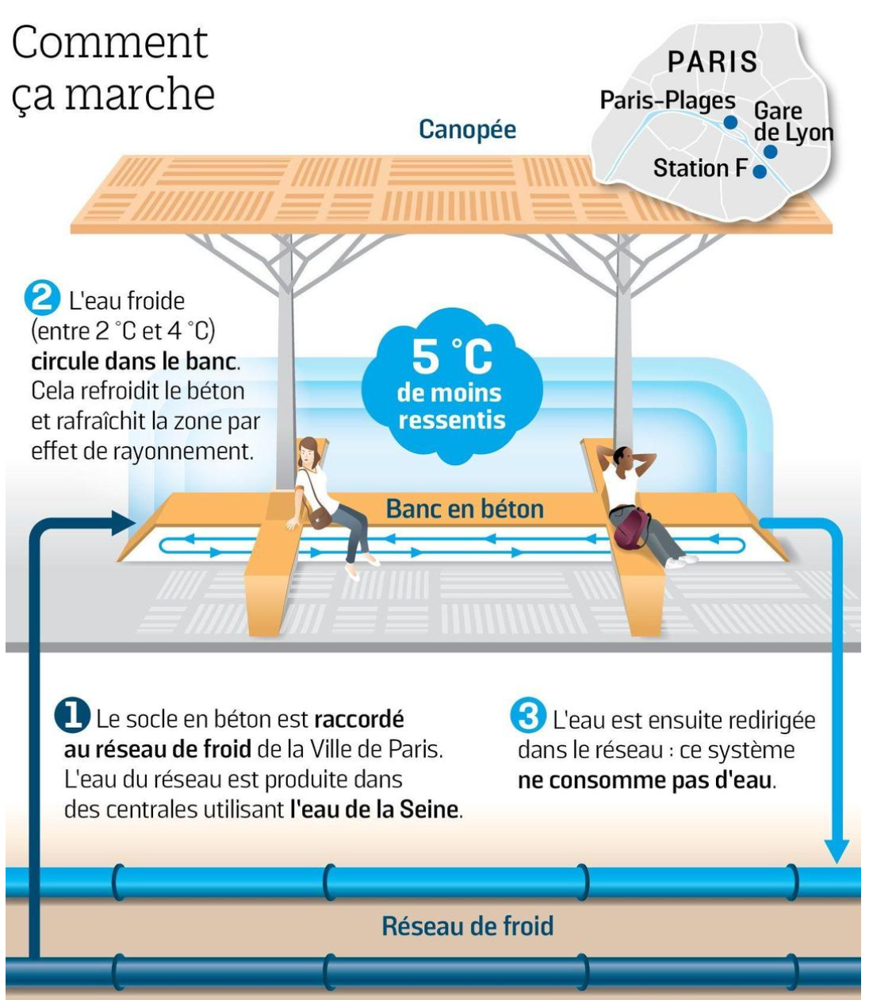 Comment
ça marche
PARIS
Paris-Plages
Gare
de Lyon
Station F
Canopée
2 L'eau froide
(entre 2 °C et 4 °C)
circule dans le banc.
Cela refroidit le béton
et rafraîchit la zone par
effet de rayonnement.
5 °C
de moins
ressentis
Banc en béton
1 Le socle en béton est raccordé
au réseau de froid de la Ville de Paris.
L'eau du réseau est produite dans
des centrales utilisant l'eau de la Seine.
3 L'eau est ensuite redirigée
dans le réseau : ce système
ne consomme pas d'eau.
Réseau de froid